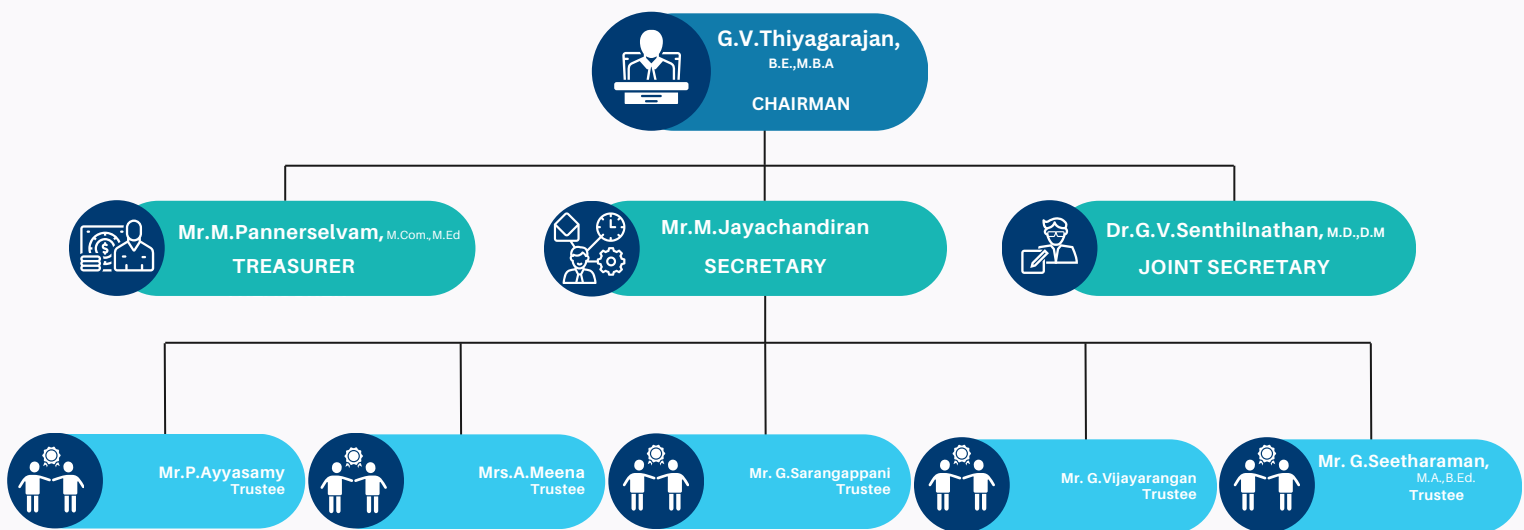 G.V.Thiyagarajan,
B.E.,M.B.A
CHAIRMAN
Mr.M.Pannerselvam, M.Com.,M.Ed
TREASURER
Mr.M.Jayachandiran
SECRETARY
Dr.G.V.Senthilnathan, M.D.,D.M
JOINT SECRETARY
Mr.P.Ayyasamy
Trustee
Mrs.A.Meena
Trustee
Mr. G.Sarangappani
Trustee
Mr. G.Vijayarangan
Trustee
Mr. G.Seetharaman,
M.A.,B.Ed.
Trustee